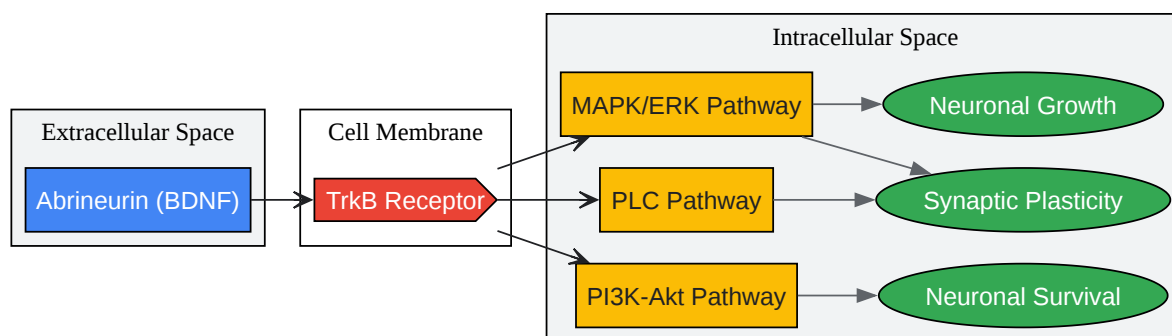 Intracellular Space
Extracellular Space
Cell Membrane
MAPK/ERK Pathway
Neuronal Growth
Abrineurin (BDNF)
TrkB Receptor
PLC Pathway
Synaptic Plasticity
PI3K-Akt Pathway
Neuronal Survival